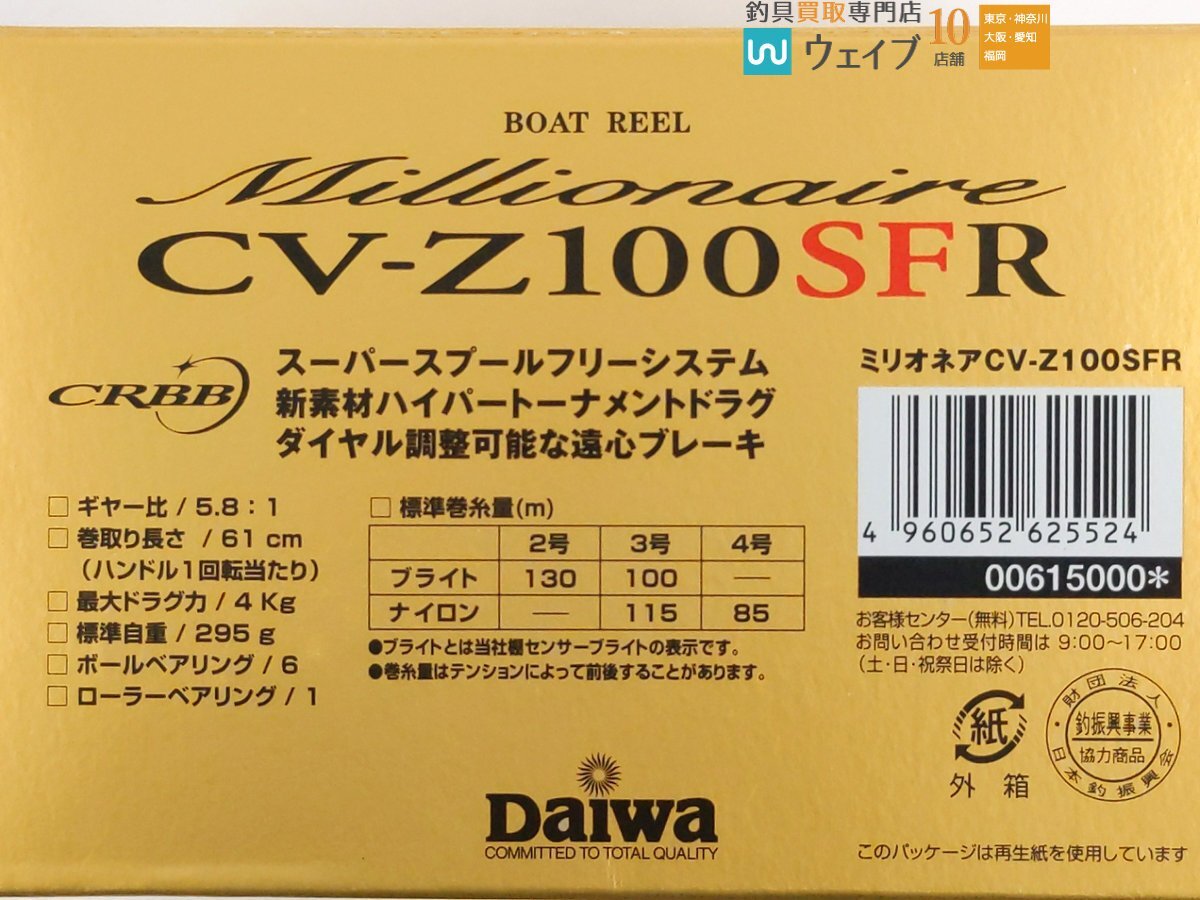 釣具買取専門店
ウェイブ
10
店舗
東京・神奈川
大阪・愛知
福岡
BOAT REEL
Millionaire
CV-Z100SFR
CRBB
スーパースプールフリーシステム
新素材ハイパートーナメントドラグ
ダイヤル調整可能な遠心ブレーキ
□ ギヤー比 / 5.8 : 1
□ 巻取り長さ / 61 cm
(ハンドル1回転当たり)
□ 最大ドラグ力 / 4 Kg
□ 標準自重 / 295 g
□ ボールベアリング / 6
□ ローラーベアリング / 1
□ 標準巻糸量(m)
2号 3号 4号
ブライト 130 100 —
ナイロン — 115 85
●ブライトとは当社棚センサーブライトの表示です。
●巻糸量はテンションによって前後することがあります。
ミリオネアCV-Z100SFR
4 960652 625524
00615000*
お客様センター(無料)TEL.0120-506-204
お問い合わせ受付時間は 9:00〜17:00
(土・日・祝祭日は除く)
紙
外箱
財団法人
釣振興事業
協力商品
日本釣振興会
Daiwa
COMMITTED TO TOTAL QUALITY
このパッケージは再生紙を使用しています